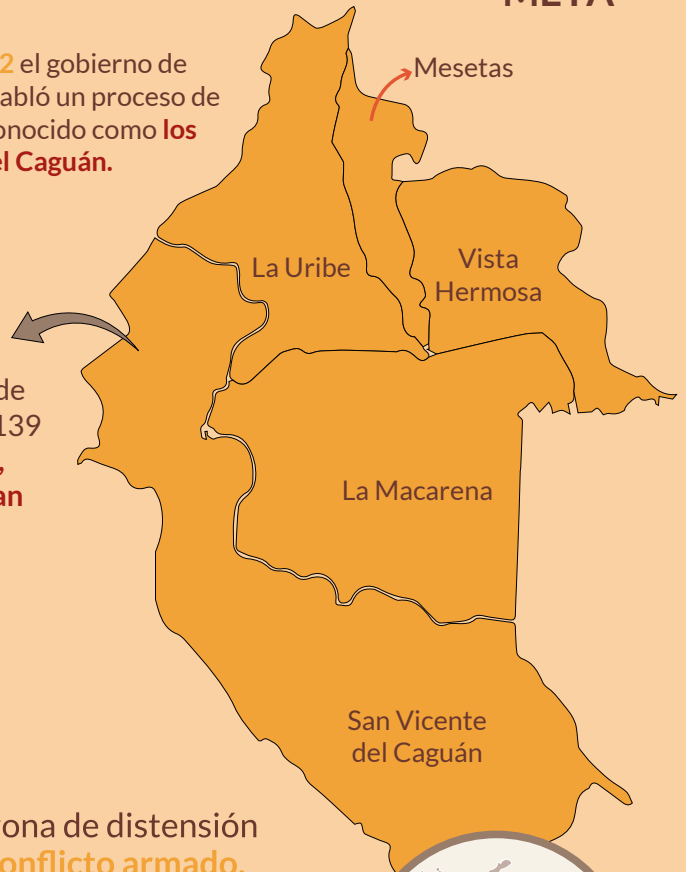 META
2 el gobierno de
abló un proceso de
onocido como los
el Caguán.
Mesetas
La Uribe
Vista
Hermosa
de
139
,
an
La Macarena
San Vicente
del Caguán
ona de distensión
onflicto armado.